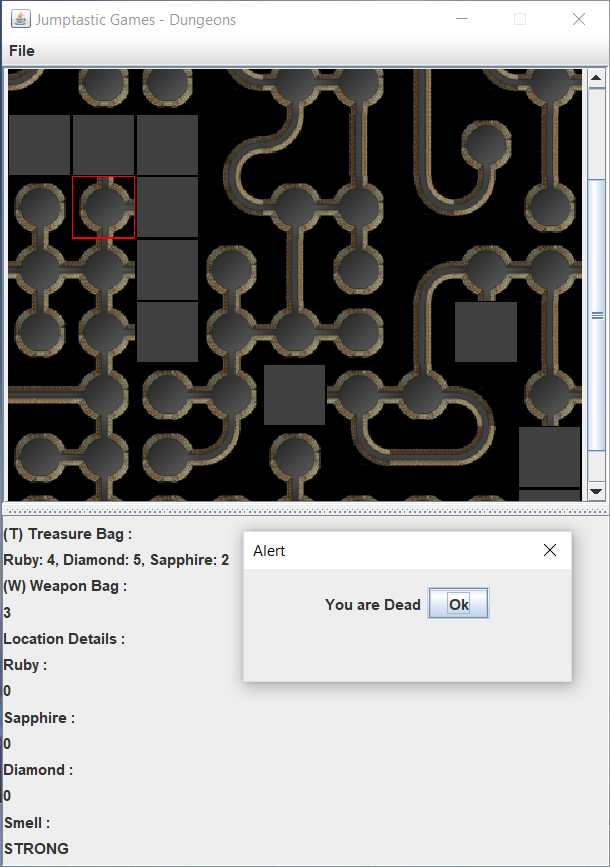 Jumptastic Games - Dungeons
File
(T) Treasure Bag :
Ruby: 4, Diamond: 5, Sapphire: 2
(W) Weapon Bag :
3
Location Details :
Ruby :
0
Sapphire :
0
Diamond :
0
Smell :
STRONG
Alert
You are Dead
Ok